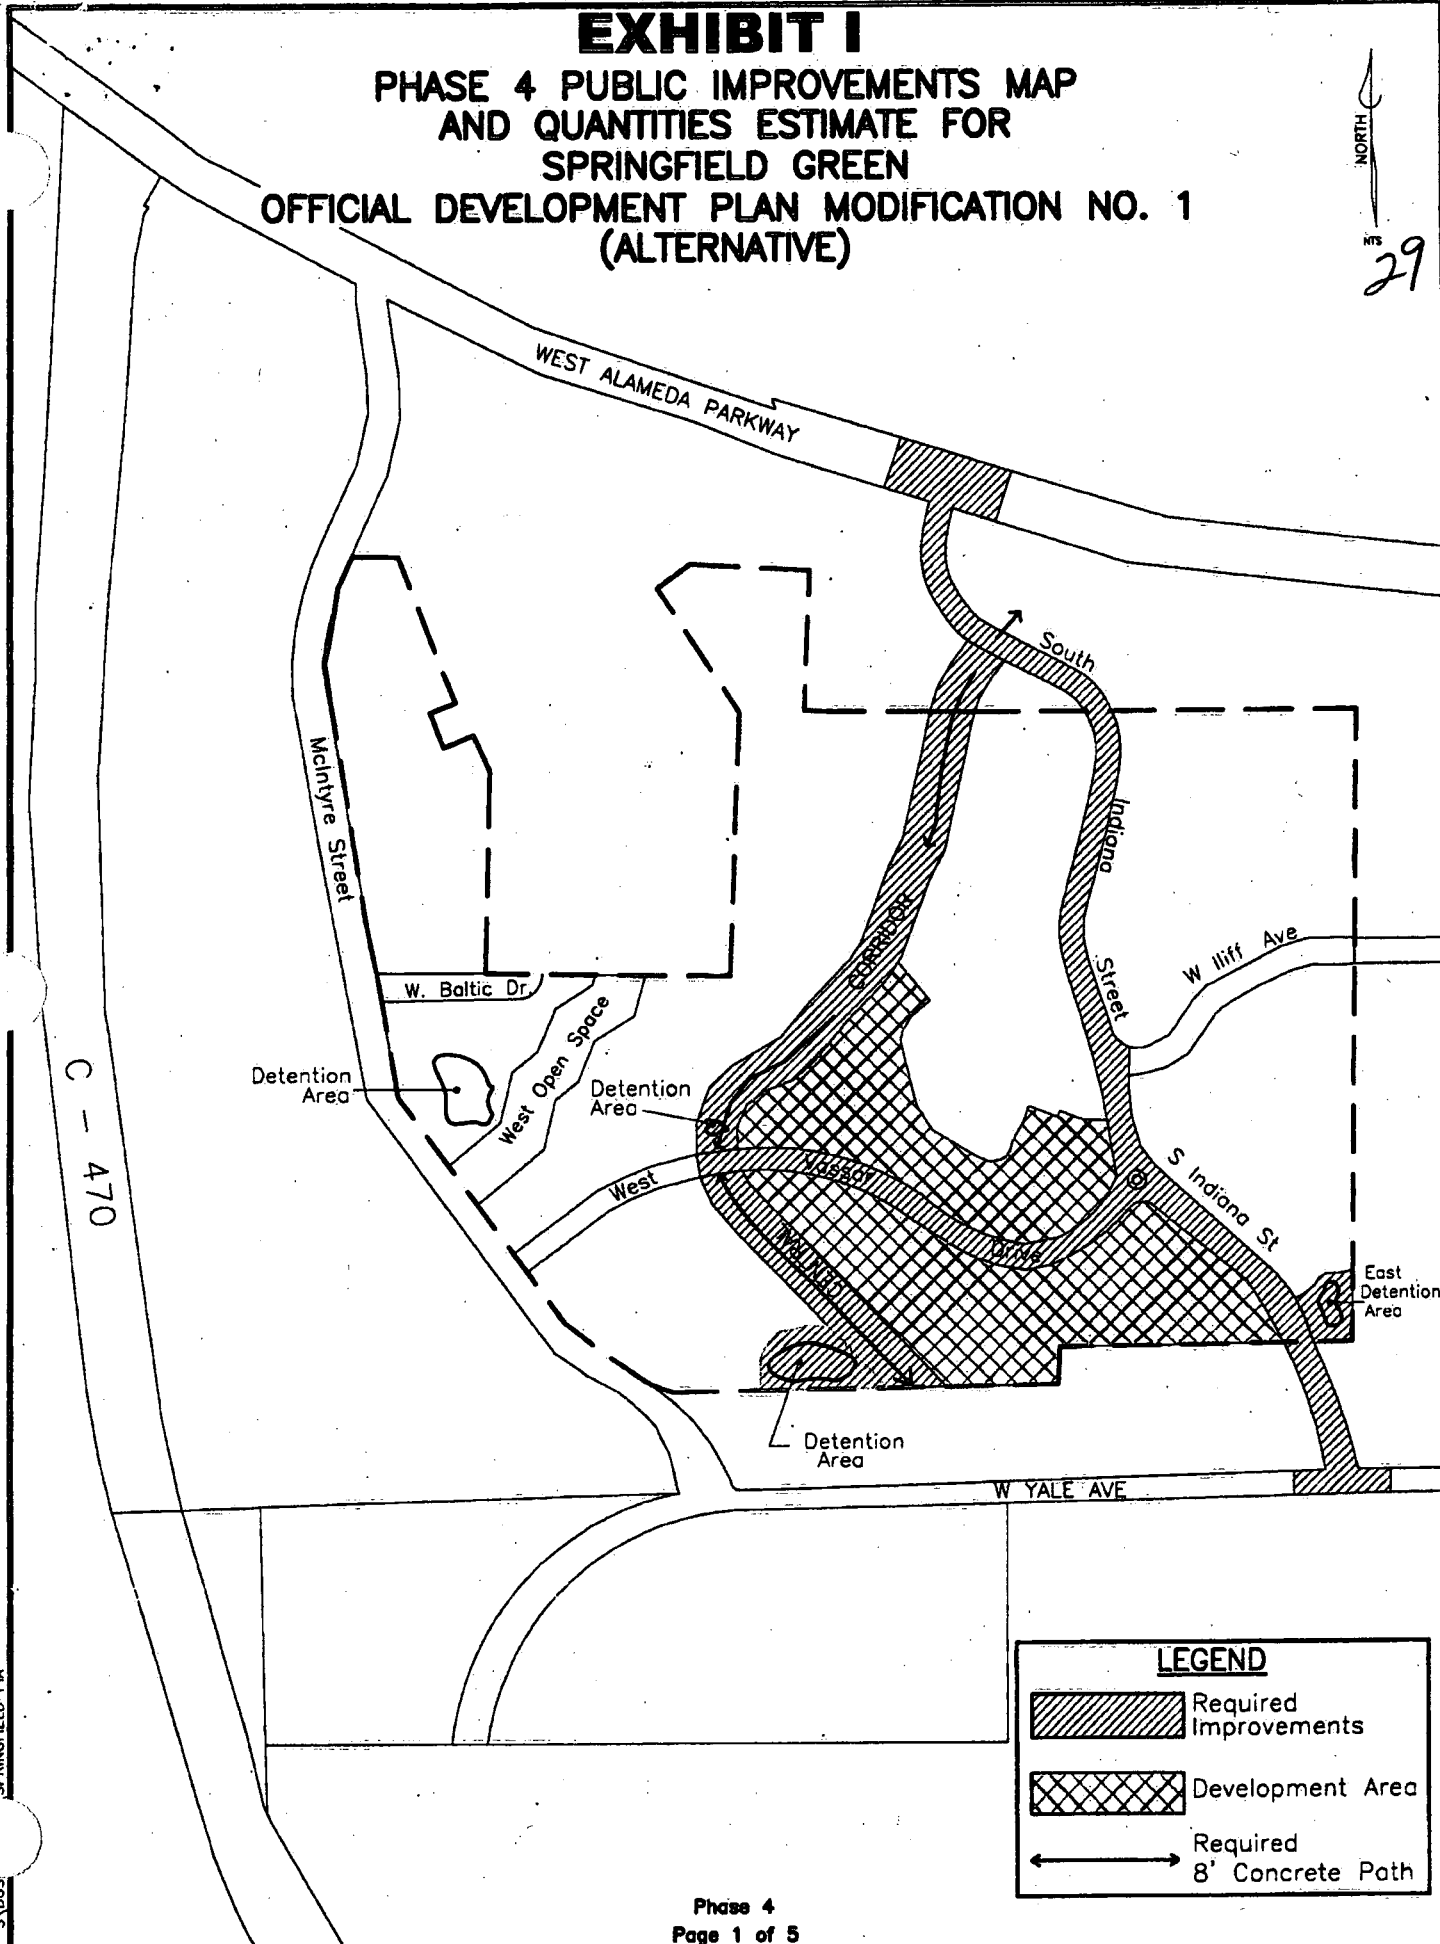 EXHIBIT I
PHASE 4 PUBLIC IMPROVEMENTS MAP
AND QUANTITIES ESTIMATE FOR
SPRINGFIELD GREEN
OFFICIAL DEVELOPMENT PLAN MODIFICATION NO. 1
(ALTERNATIVE)
NORTH
NTS
29
WEST ALAMEDA PARKWAY
South
Indiana
Street
McIntyre Street
CORRIDOR
W Iliff Ave
W. Baltic Dr.
West Open Space
Detention
Area
Detention
Area
C - 470
West
Vassar
Drive
S Indiana St
CENTRAL
East
Detention
Area
Detention
Area
W YALE AVE
LEGEND
Required
Improvements
Development Area
Required
8' Concrete Path
Phase 4
Page 1 of 5